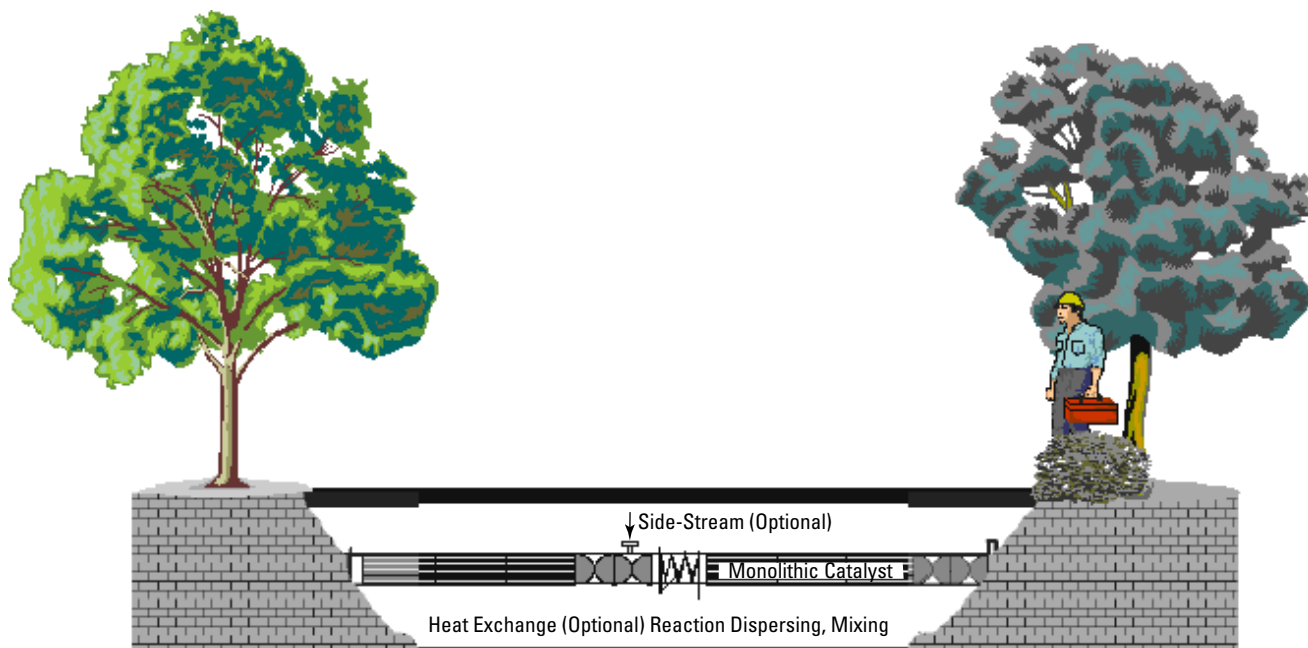 Side-Stream (Optional)
Monolithic Catalyst
Heat Exchange (Optional) Reaction Dispersing, Mixing